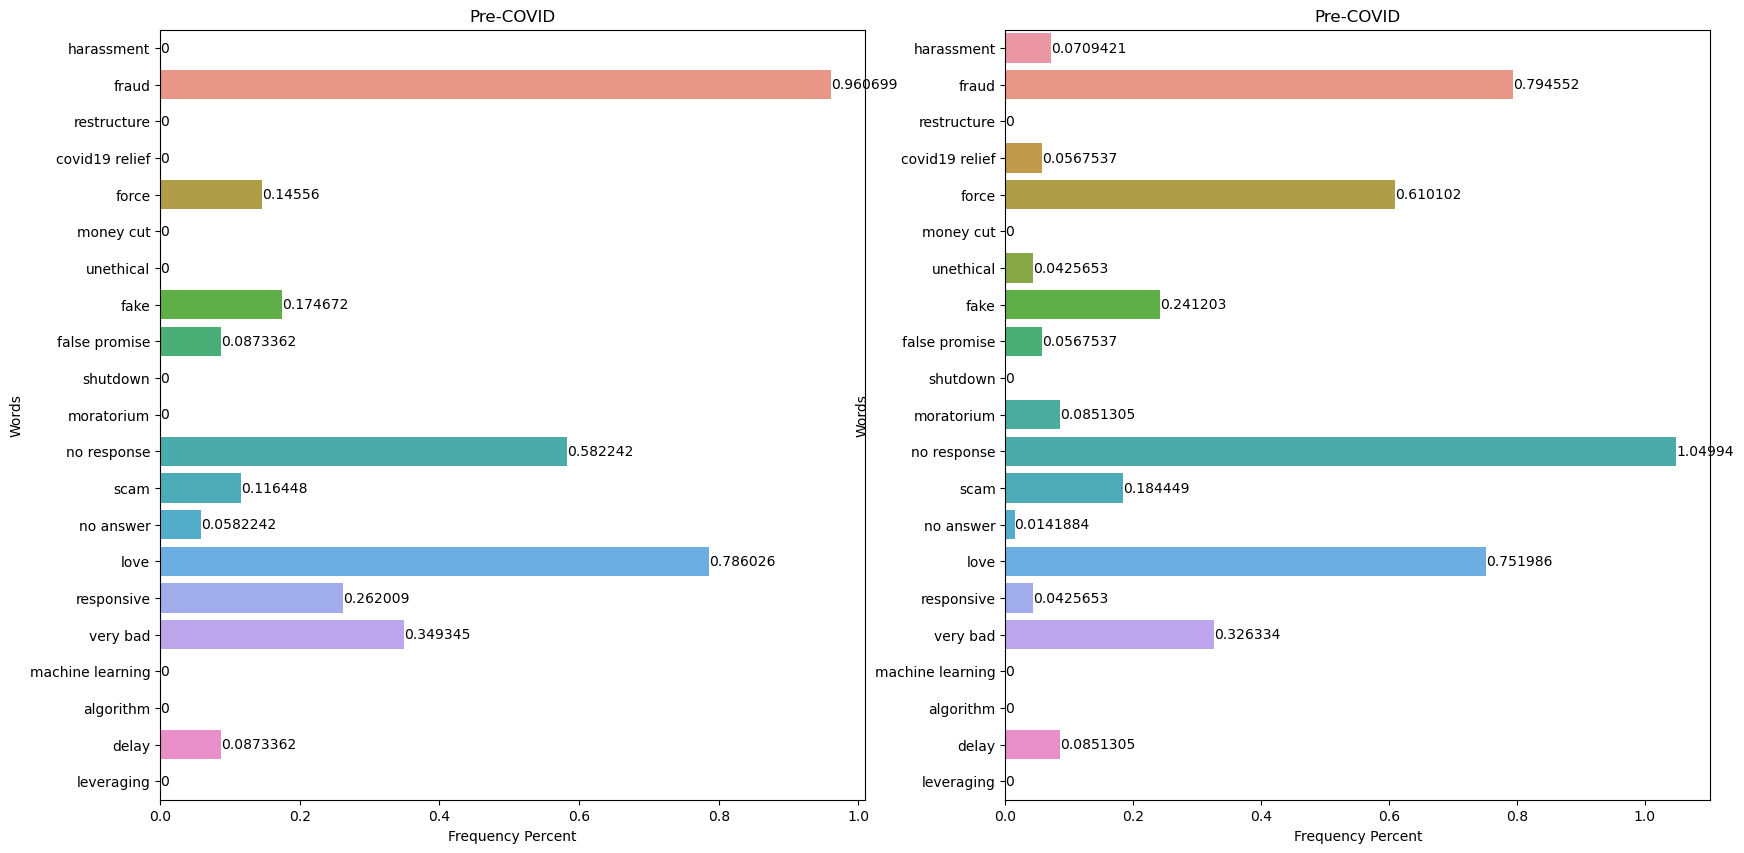 Pre-COVID
Words
harassment 0
fraud 0.960699
restructure 0
covid19 relief 0
force 0.14556
money cut 0
unethical 0
fake 0.174672
false promise 0.0873362
shutdown 0
moratorium 0
no response 0.582242
scam 0.116448
no answer 0.0582242
love 0.786026
responsive 0.262009
very bad 0.349345
machine learning 0
algorithm 0
delay 0.0873362
leveraging 0
0.0 0.2 0.4 0.6 0.8 1.0
Frequency Percent
Pre-COVID
Words
harassment 0.0709421
fraud 0.794552
restructure 0
covid19 relief 0.0567537
force 0.610102
money cut 0
unethical 0.0425653
fake 0.241203
false promise 0.0567537
shutdown 0
moratorium 0.0851305
no response 1.04994
scam 0.184449
no answer 0.0141884
love 0.751986
responsive 0.0425653
very bad 0.326334
machine learning 0
algorithm 0
delay 0.0851305
leveraging 0
0.0 0.2 0.4 0.6 0.8 1.0
Frequency Percent